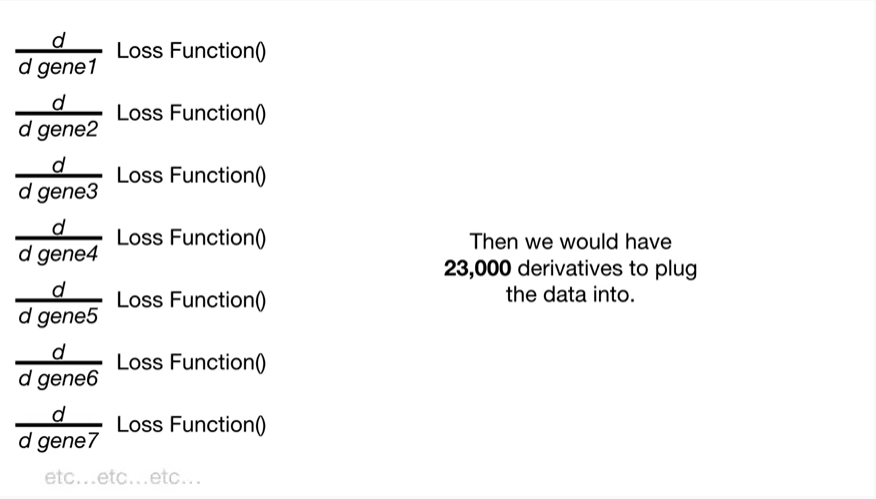 d
d gene1 Loss Function()
d
d gene2 Loss Function()
d
d gene3 Loss Function()
d
d gene4 Loss Function()
d
d gene5 Loss Function()
d
d gene6 Loss Function()
d
d gene7 Loss Function()
etc...etc...etc...
Then we would have
23,000 derivatives to plug
the data into.